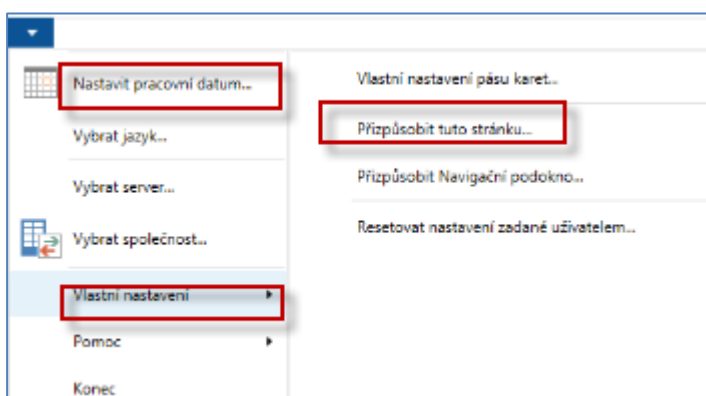 Nastavit pracovní datum...
Vybrat jazyk...
Vybrat server...
Vybrat společnost...
Vlastní nastavení
Pomoc
Konec
Vlastní nastavení pásu karet...
Přizpůsobit tuto stránku...
Přizpůsobit Navigační podokno...
Resetovat nastavení zadané uživatelem...